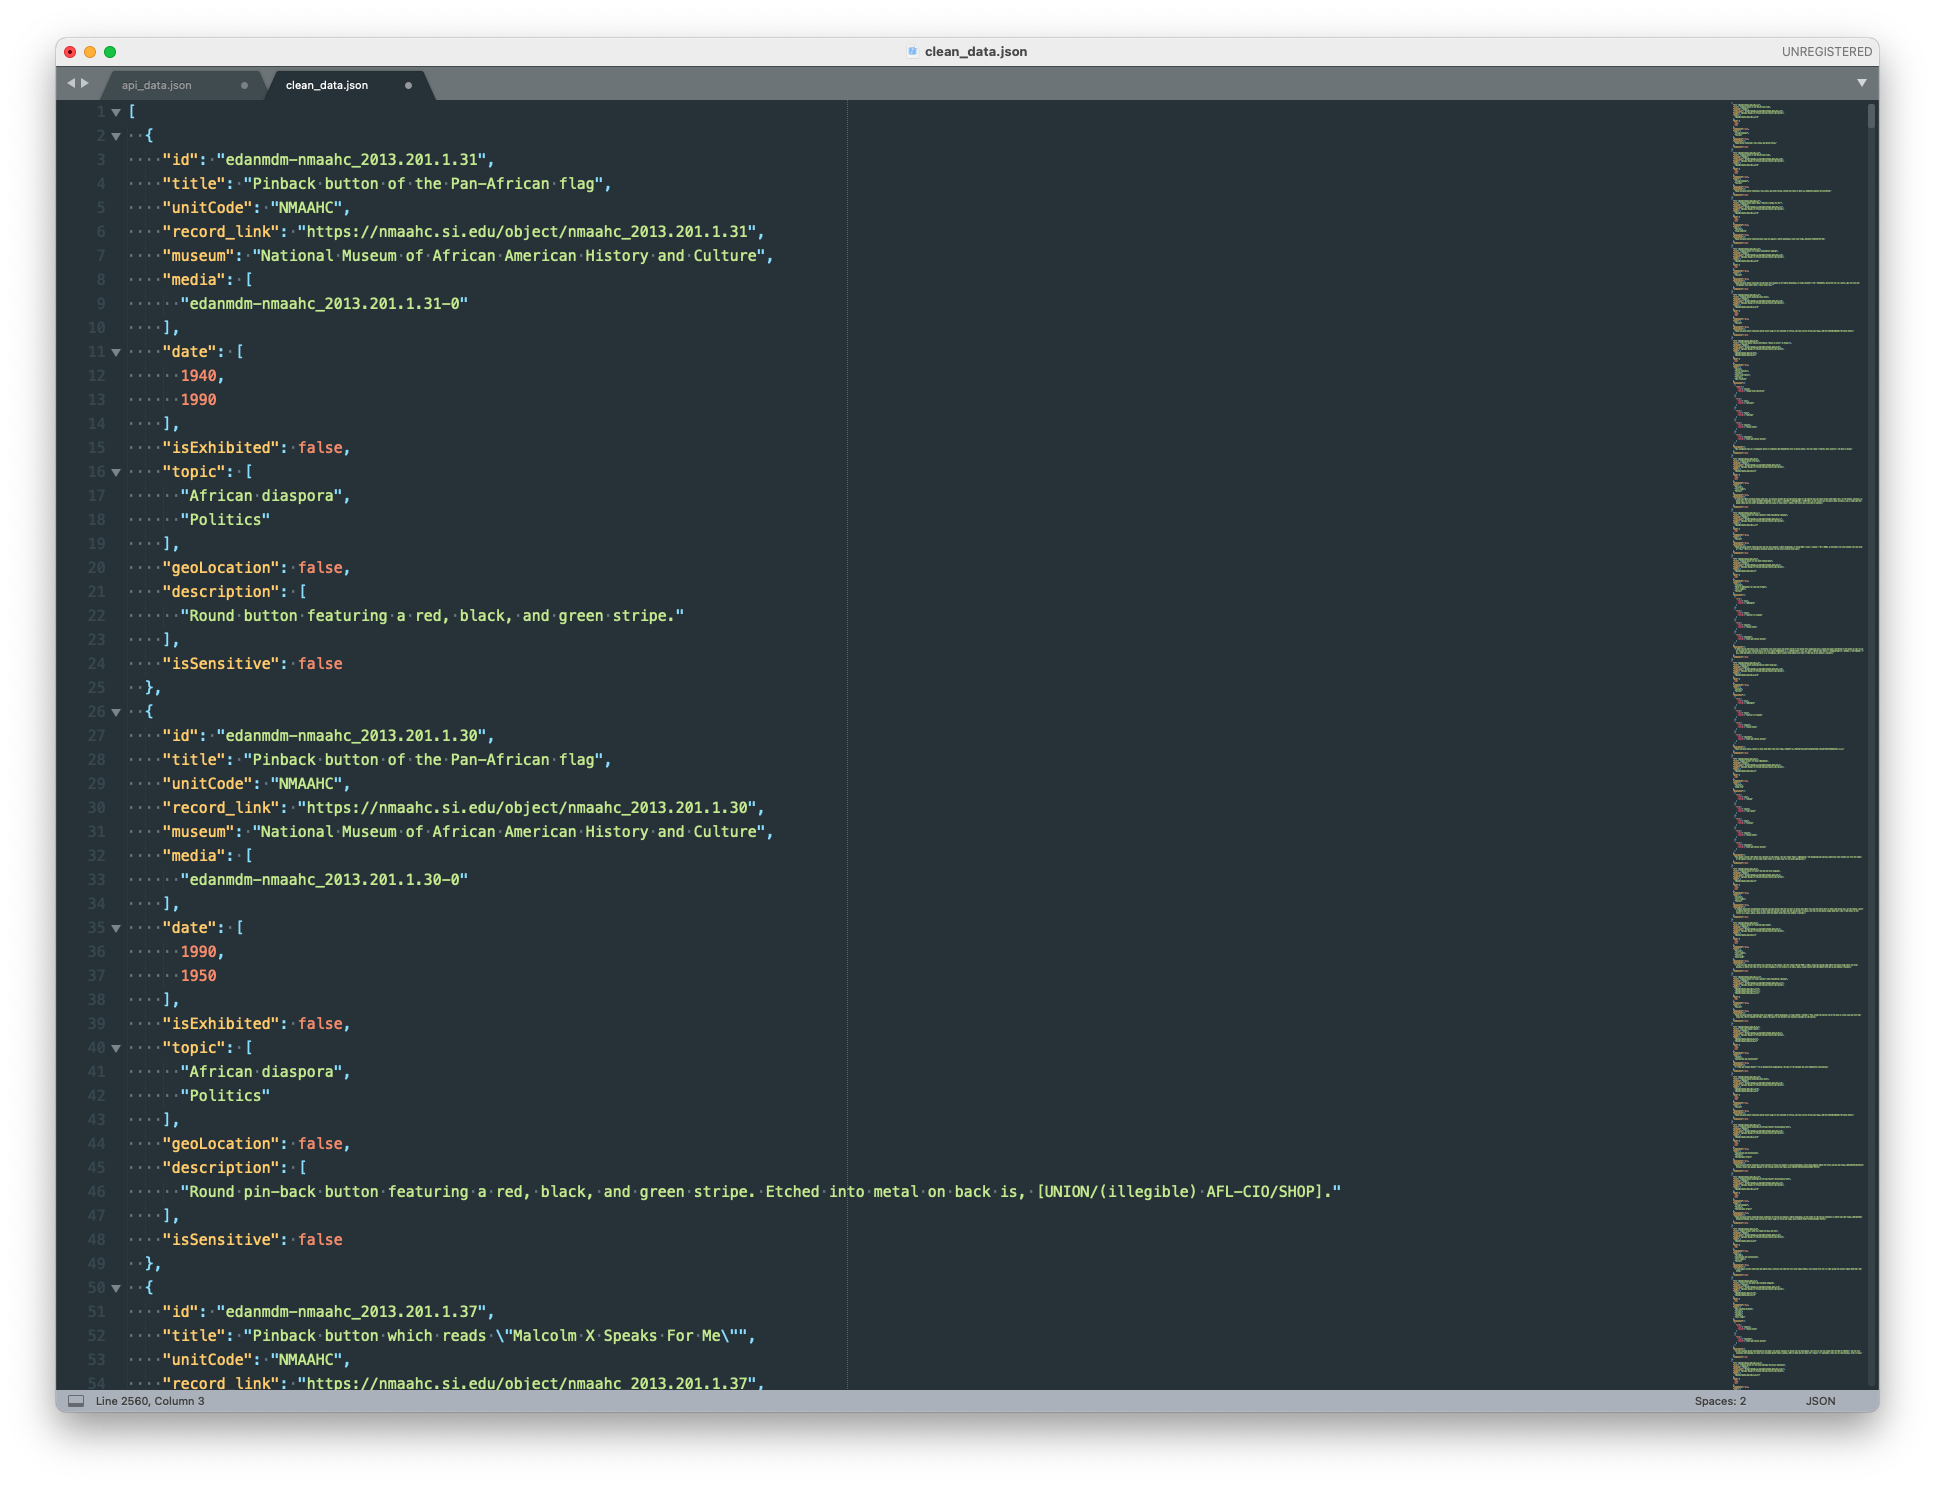 clean_data.json
UNREGISTERED
api_data.json
clean_data.json
1 [
2 {
3 "id": "edanmdm-nmaahc_2013.201.1.31",
4 "title": "Pinback button of the Pan-African flag",
5 "unitCode": "NMAAHC",
6 "record_link": "https://nmaahc.si.edu/object/nmaahc_2013.201.1.31",
7 "museum": "National Museum of African American History and Culture",
8 "media": [
9 "edanmdm-nmaahc_2013.201.1.31-0"
10 ],
11 "date": [
12 1940,
13 1990
14 ],
15 "isExhibited": false,
16 "topic": [
17 "African diaspora",
18 "Politics"
19 ],
20 "geoLocation": false,
21 "description": [
22 "Round button featuring a red, black, and green stripe."
23 ],
24 "isSensitive": false
25 },
26 {
27 "id": "edanmdm-nmaahc_2013.201.1.30",
28 "title": "Pinback button of the Pan-African flag",
29 "unitCode": "NMAAHC",
30 "record_link": "https://nmaahc.si.edu/object/nmaahc_2013.201.1.30",
31 "museum": "National Museum of African American History and Culture",
32 "media": [
33 "edanmdm-nmaahc_2013.201.1.30-0"
34 ],
35 "date": [
36 1990,
37 1950
38 ],
39 "isExhibited": false,
40 "topic": [
41 "African diaspora",
42 "Politics"
43 ],
44 "geoLocation": false,
45 "description": [
46 "Round pin-back button featuring a red, black, and green stripe. Etched into metal on back is, [UNION/(illegible) AFL-CIO/SHOP]."
47 ],
48 "isSensitive": false
49 },
50 {
51 "id": "edanmdm-nmaahc_2013.201.1.37",
52 "title": "Pinback button which reads \"Malcolm X Speaks For Me\"",
53 "unitCode": "NMAAHC",
54 "record_link": "https://nmaahc.si.edu/object/nmaahc_2013.201.1.37",
Line 2560, Column 3
Spaces: 2
JSON